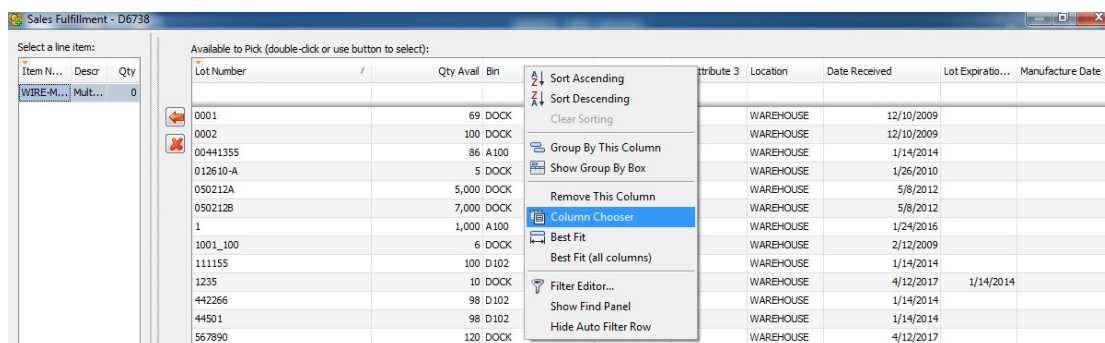 Sales Fulfillment - D6738
Select a line item:
Available to Pick (double-click or use button to select):
Item N... Descr Qty
Lot Number Qty Avail Bin ttribute 3 Location Date Received Lot Expiratio... Manufacture Date
WIRE-M... Mult... 0
0001 69 DOCK WAREHOUSE 12/10/2009
0002 100 DOCK WAREHOUSE 12/10/2009
00441355 86 A100 WAREHOUSE 1/14/2014
012610-A 5 DOCK WAREHOUSE 1/26/2010
050212A 5,000 DOCK WAREHOUSE 5/8/2012
050212B 7,000 DOCK WAREHOUSE 5/8/2012
1 1,000 A100 WAREHOUSE 1/24/2016
1001_100 6 DOCK WAREHOUSE 2/12/2009
111155 100 D102 WAREHOUSE 1/14/2014
1235 10 DOCK WAREHOUSE 4/12/2017 1/14/2014
442266 98 D102 WAREHOUSE 1/14/2014
44501 98 D102 WAREHOUSE 1/14/2014
567890 120 DOCK WAREHOUSE 4/12/2017
Sort Ascending
Sort Descending
Clear Sorting
Group By This Column
Show Group By Box
Remove This Column
Column Chooser
Best Fit
Best Fit (all columns)
Filter Editor...
Show Find Panel
Hide Auto Filter Row